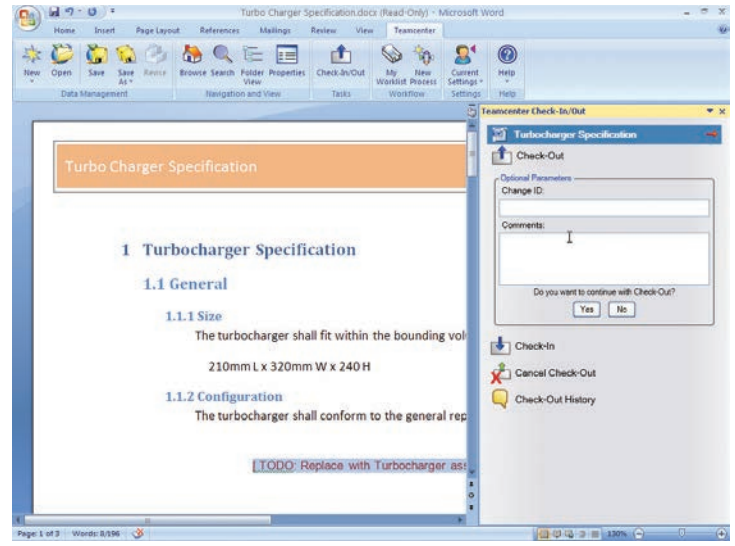 Turbo Charger Specification.docx (Read-Only) - Microsoft Word
Home Insert Page Layout References Mailings Review View Teamcenter
New Open Save Save As Revise Browse Search Folder View Properties Check-In/Out My Worklist New Process Current Settings Help
Data Management Navigation and View Tasks Workflow Settings Help
Teamcenter Check-In/Out
Turbocharger Specification
Check-Out
Optional Parameters
Change ID:
Comments:
Do you want to continue with Check-Out?
Yes No
Check-In
Cancel Check-Out
Check-Out History
Turbo Charger Specification
1 Turbocharger Specification
1.1 General
1.1.1 Size
The turbocharger shall fit within the bounding vol
210mm L x 320mm W x 240 H
1.1.2 Configuration
The turbocharger shall conform to the general rep
[TODO: Replace with Turbocharger ass
Page: 1 of 3 Words: 8/196 130%